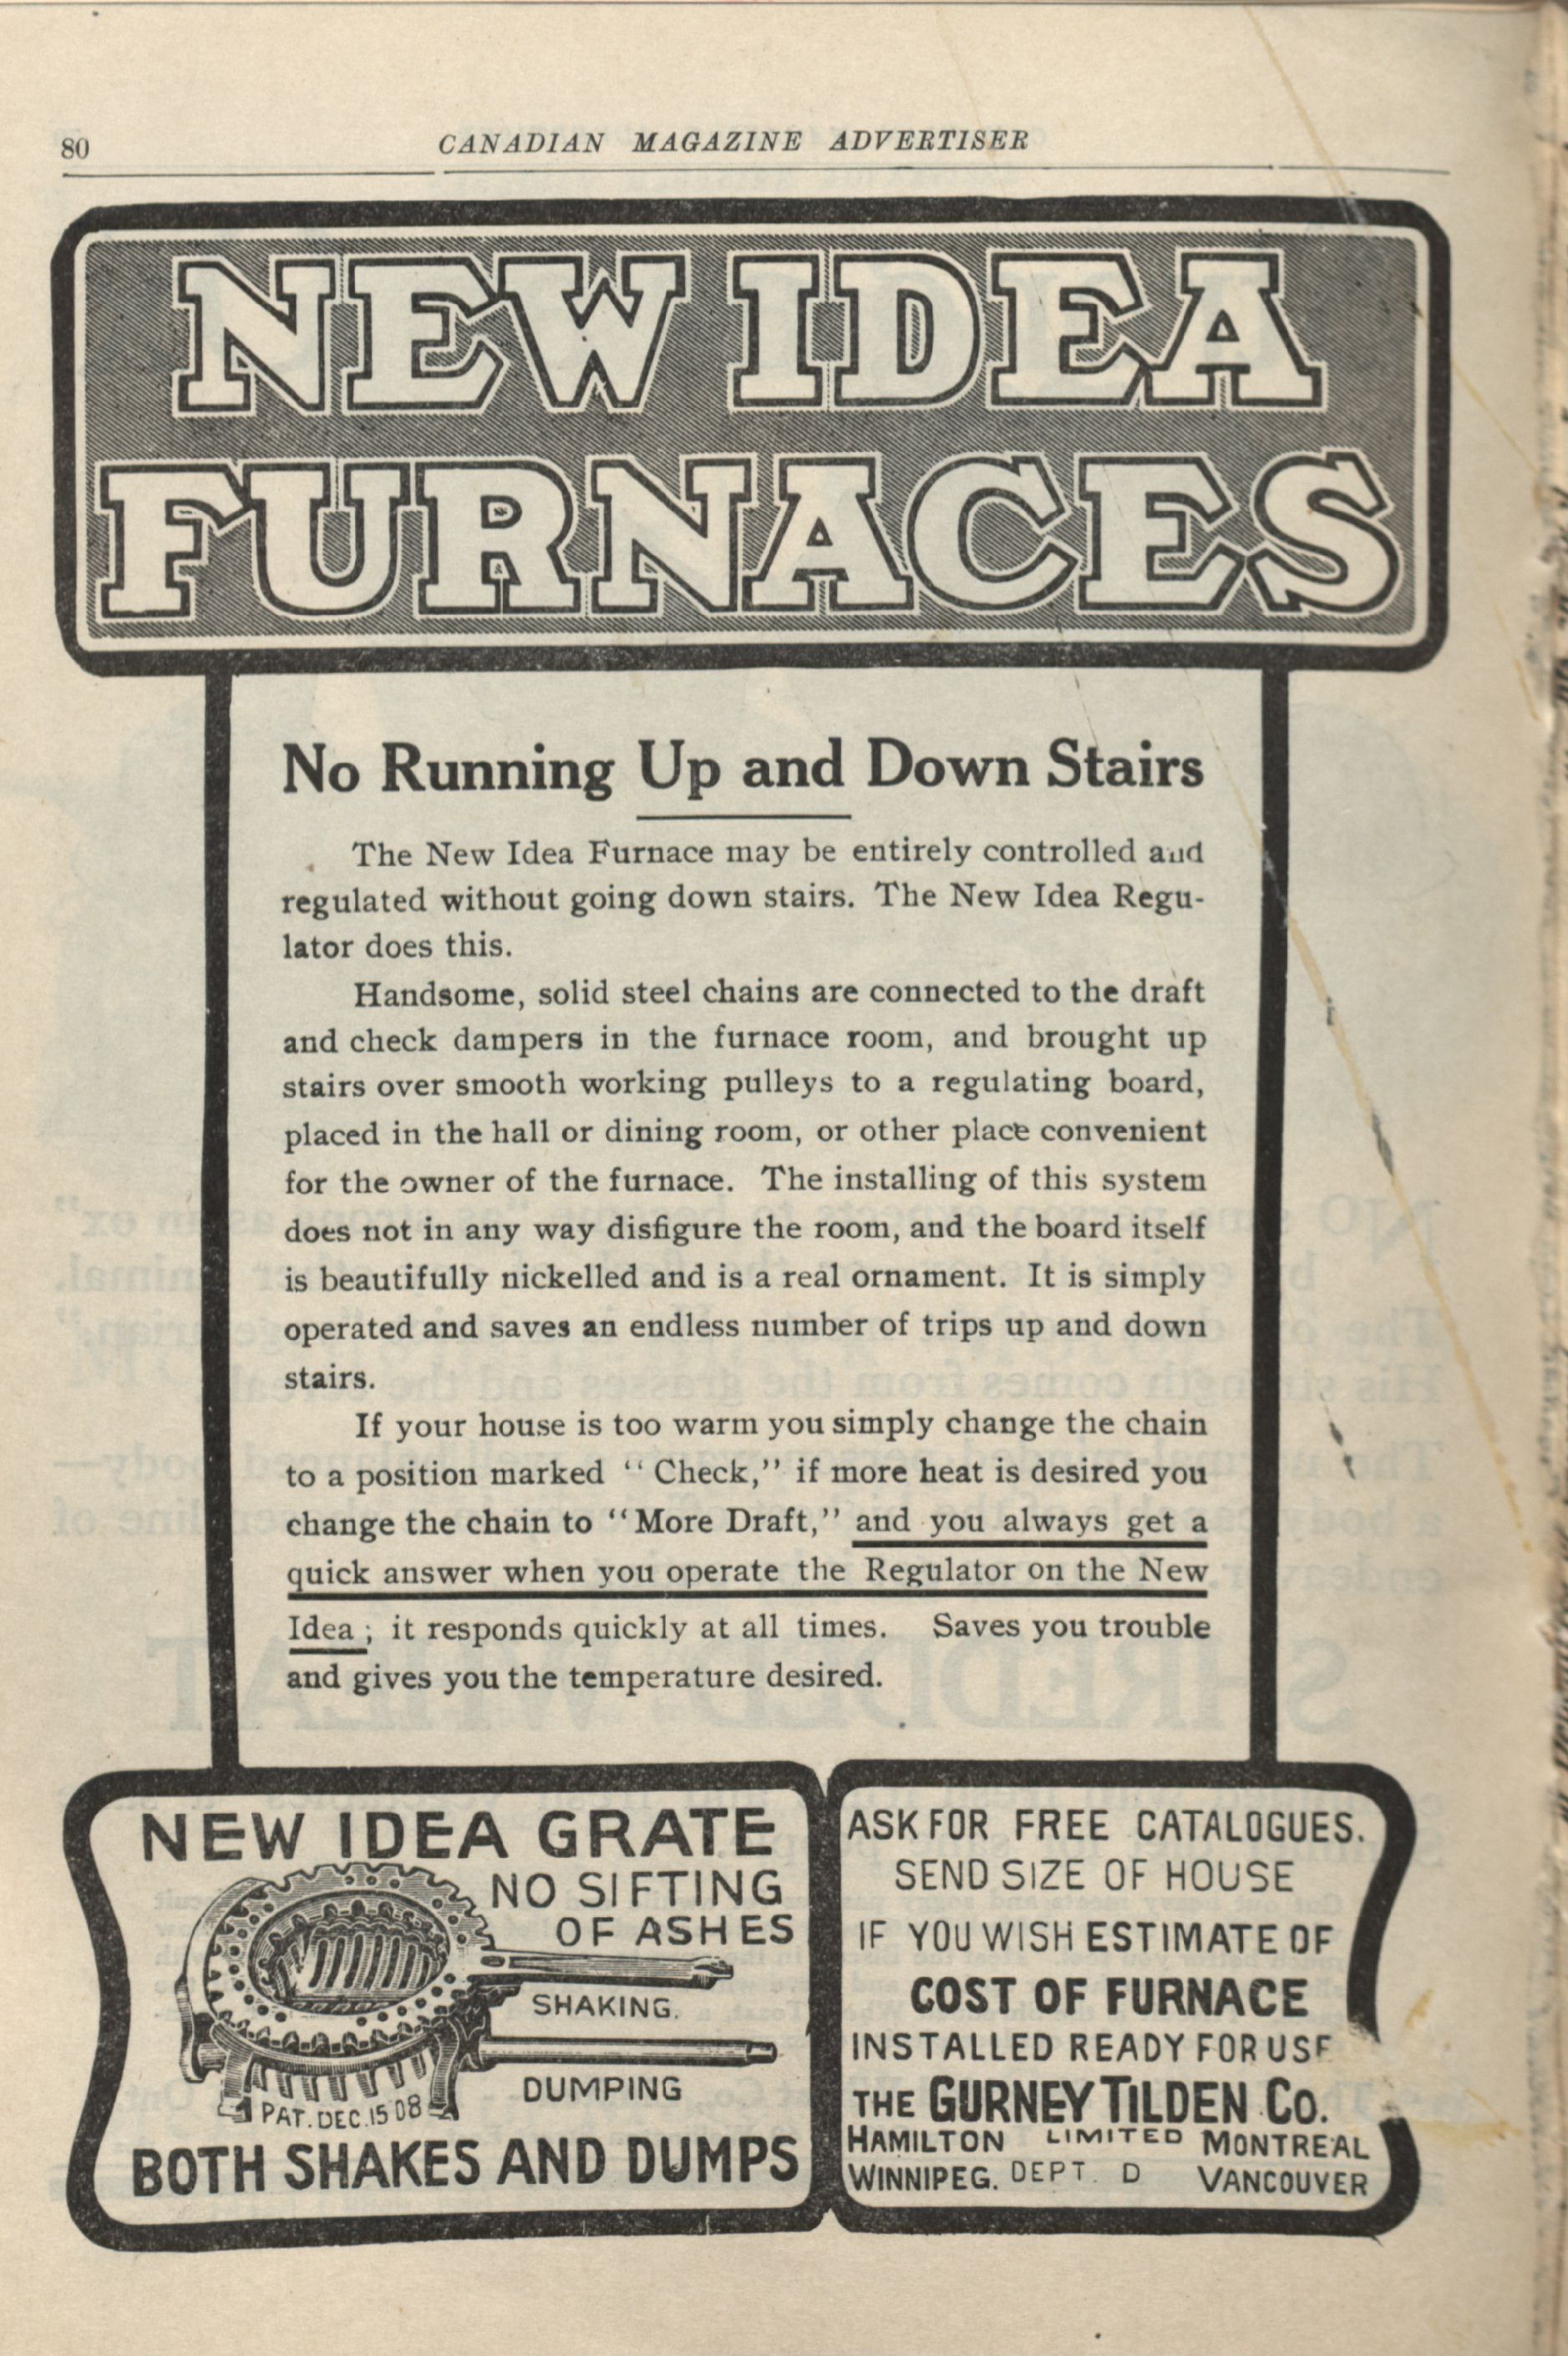 80
CANADIAN MAGAZINE ADVERTISER
NEW IDEA
FURNACES
No Running Up and Down Stairs
The New Idea Furnace may be entirely controlled and
regulated without going down stairs. The New Idea Regu-
lator does this.
Handsome, solid steel chains are connected to the draft
and check dampers in the furnace room, and brought up
stairs over smooth working pulleys to a regulating board,
placed in the hall or dining room, or other place convenient
for the owner of the furnace. The installing of this system
does not in any way disfigure the room, and the board itself
is beautifully nickelled and is a real ornament. It is simply
operated and saves an endless number of trips up and down
stairs.
If your house is too warm you simply change the chain
to a position marked "Check," if more heat is desired you
change the chain to "More Draft," and you always get a
quick answer when you operate the Regulator on the New
Idea; it responds quickly at all times. Saves you trouble
and gives you the temperature desired.
NEW IDEA GRATE
NO SIFTING
OF ASHES
SHAKING.
DUMPING
PAT. DEC. 15 08
BOTH SHAKES AND DUMPS
ASK FOR FREE CATALOGUES.
SEND SIZE OF HOUSE
IF YOU WISH ESTIMATE OF
COST OF FURNACE
INSTALLED READY FOR USE
THE GURNEY TILDEN CO.
HAMILTON LIMITED MONTREAL
WINNIPEG. DEPT. D VANCOUVER